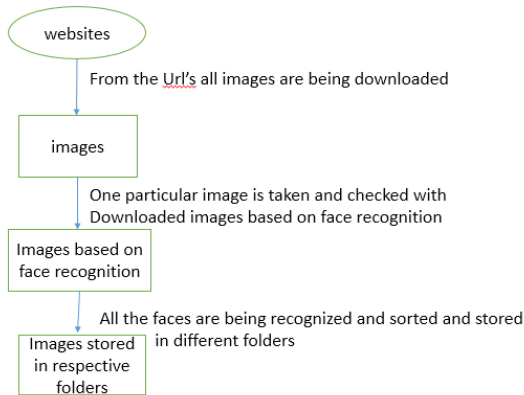 websites
From the Url's all images are being downloaded
images
One particular image is taken and checked with
Downloaded images based on face recognition
Images based on
face recognition
All the faces are being recognized and sorted and stored
in different folders
Images stored
in respective
folders